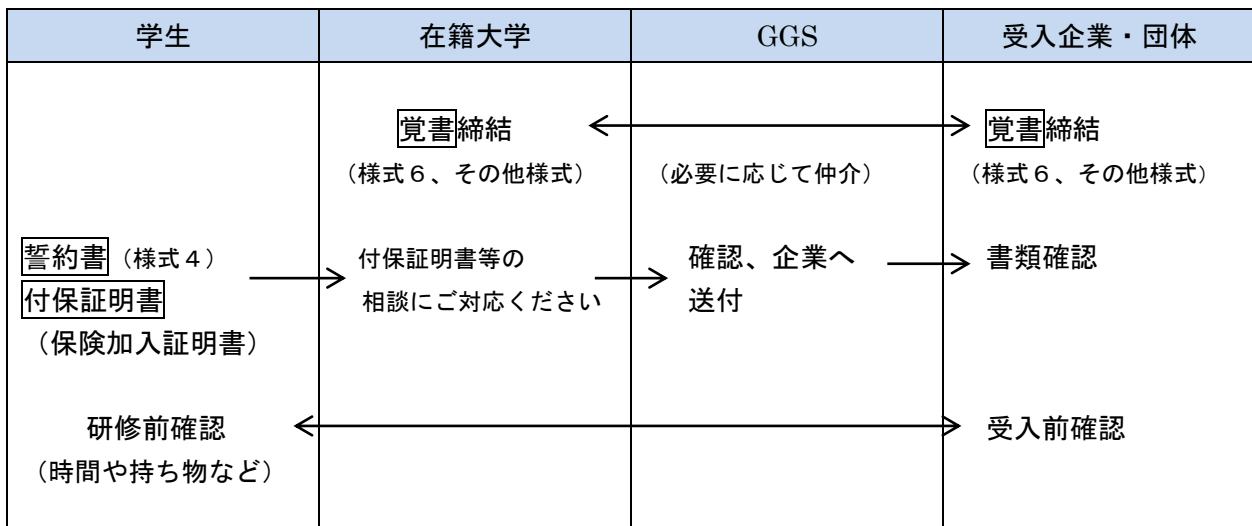 学生 在籍大学 GGS 受入企業・団体
覚書締結 覚書締結
（様式６、その他様式） （必要に応じて仲介） （様式６、その他様式）
誓約書（様式４） 付保証明書等の 確認、企業へ 書類確認
付保証明書 相談にご対応ください 送付
（保険加入証明書）
研修前確認 受入前確認
（時間や持ち物など）